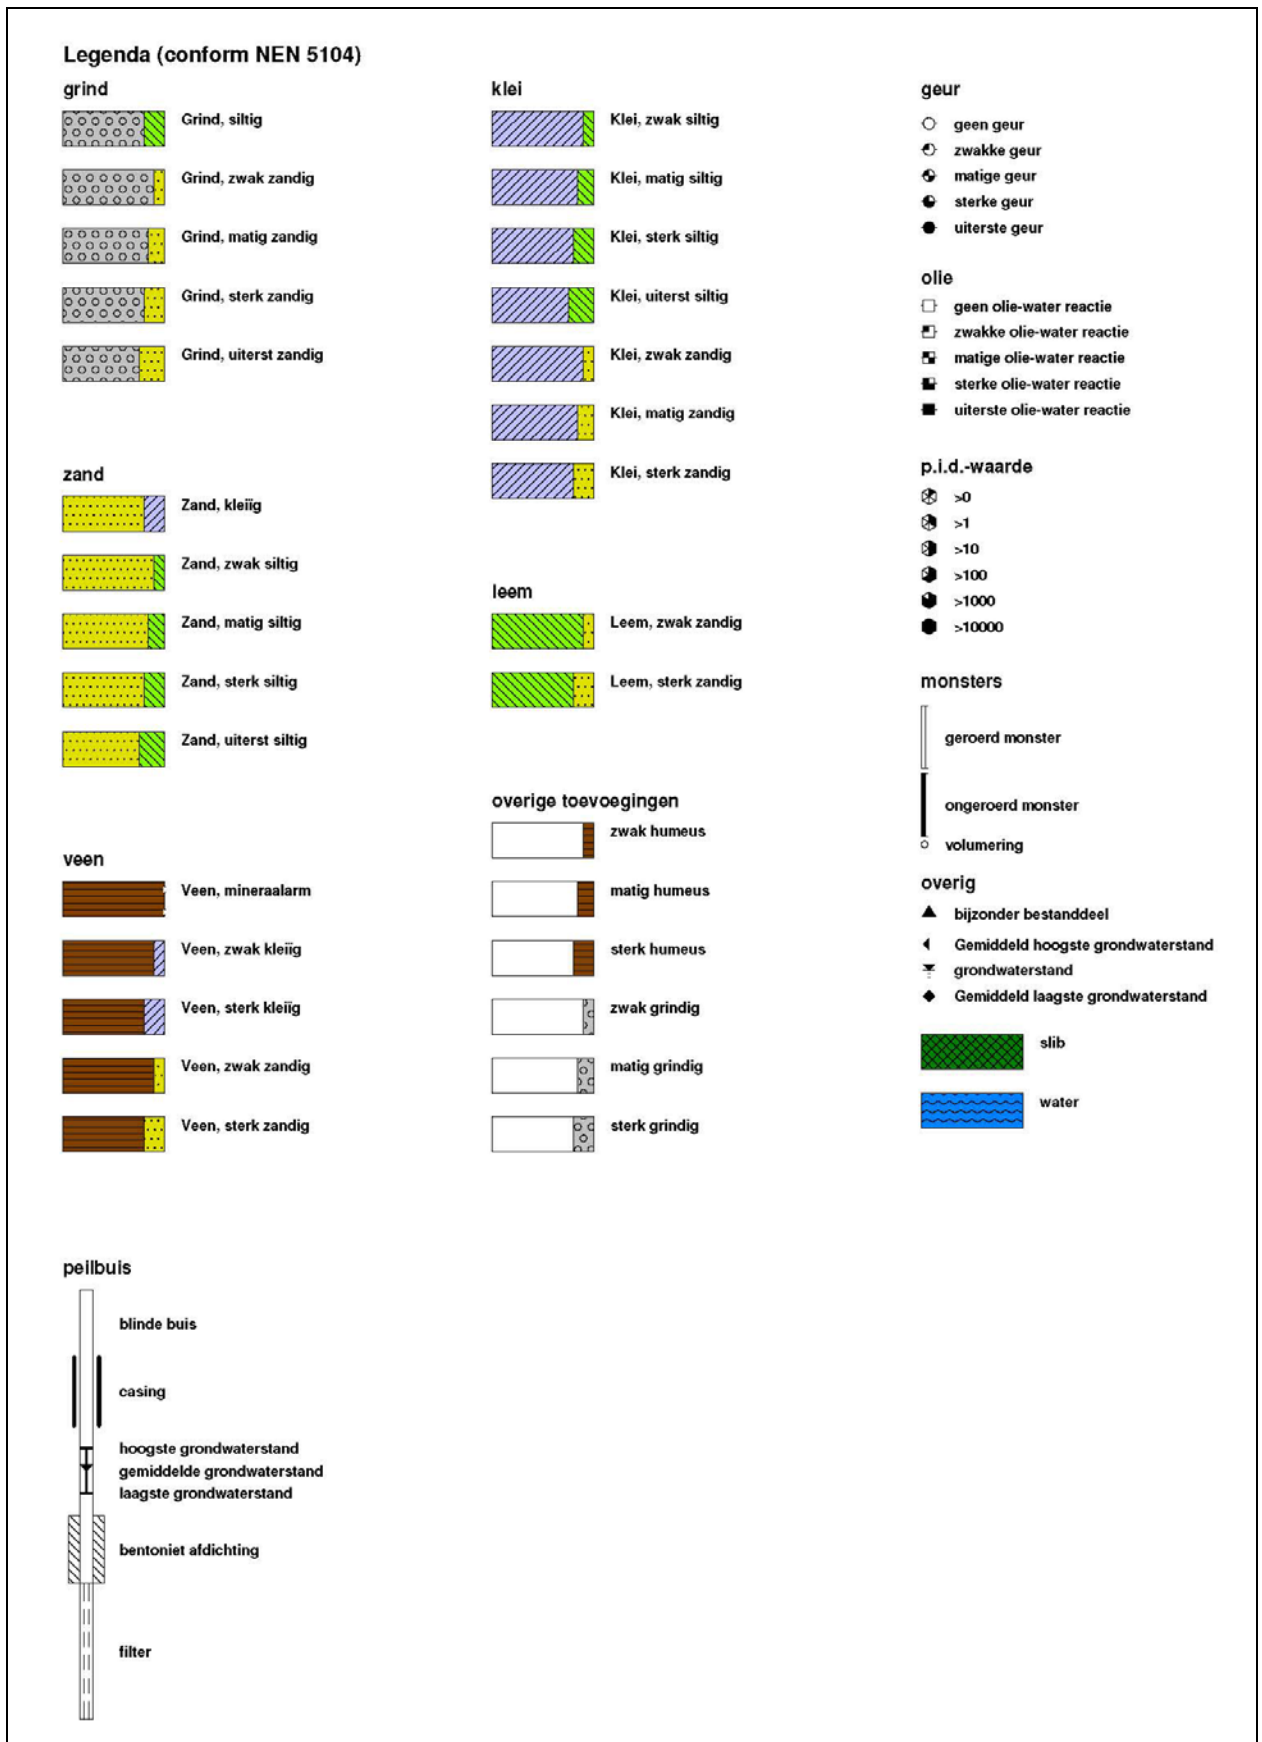 Legenda (conform NEN 5104)
grind
Grind, siltig
Grind, zwak zandig
Grind, matig zandig
Grind, sterk zandig
Grind, uiterst zandig
zand
Zand, kleiïg
Zand, zwak siltig
Zand, matig siltig
Zand, sterk siltig
Zand, uiterst siltig
veen
Veen, mineraalarm
Veen, zwak kleiïg
Veen, sterk kleiïg
Veen, zwak zandig
Veen, sterk zandig
peilbuis
blinde buis
casing
hoogste grondwaterstand
gemiddelde grondwaterstand
laagste grondwaterstand
bentoniet afdichting
filter
klei
Klei, zwak siltig
Klei, matig siltig
Klei, sterk siltig
Klei, uiterst siltig
Klei, zwak zandig
Klei, matig zandig
Klei, sterk zandig
leem
Leem, zwak zandig
Leem, sterk zandig
overige toevoegingen
zwak humeus
matig humeus
sterk humeus
zwak grindig
matig grindig
sterk grindig
geur
geen geur
zwakke geur
matige geur
sterke geur
uiterste geur
olie
geen olie-water reactie
zwakke olie-water reactie
matige olie-water reactie
sterke olie-water reactie
uiterste olie-water reactie
p.i.d.-waarde
>0
>1
>10
>100
>1000
>10000
monsters
geroerd monster
ongeroerd monster
volumering
overig
bijzonder bestanddeel
Gemiddeld hoogste grondwaterstand
grondwaterstand
Gemiddeld laagste grondwaterstand
slib
water